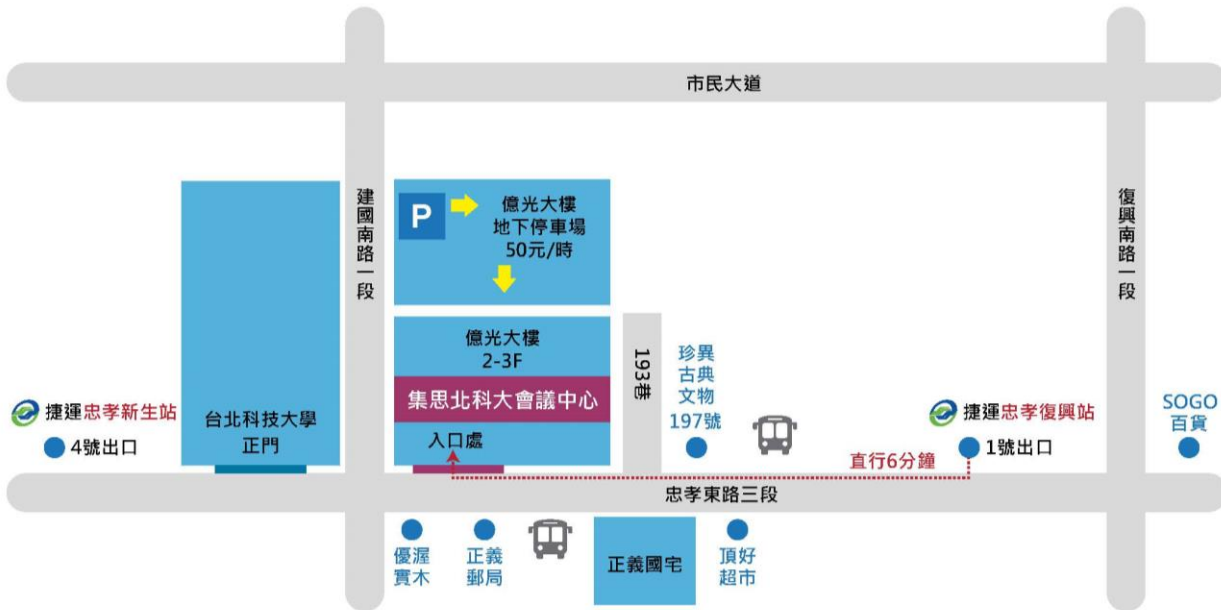 市民大道
建國南路一段
復興南路一段
P
億光大樓
地下停車場
50元/時
億光大樓
2-3F
集思北科大會議中心
入口處
193巷
珍異
古典
文物
197號
捷運忠孝新生站
4號出口
台北科技大學
正門
捷運忠孝復興站
1號出口
SOGO
百貨
直行6分鐘
忠孝東路三段
優渥
實木
正義
郵局
正義國宅
頂好
超市